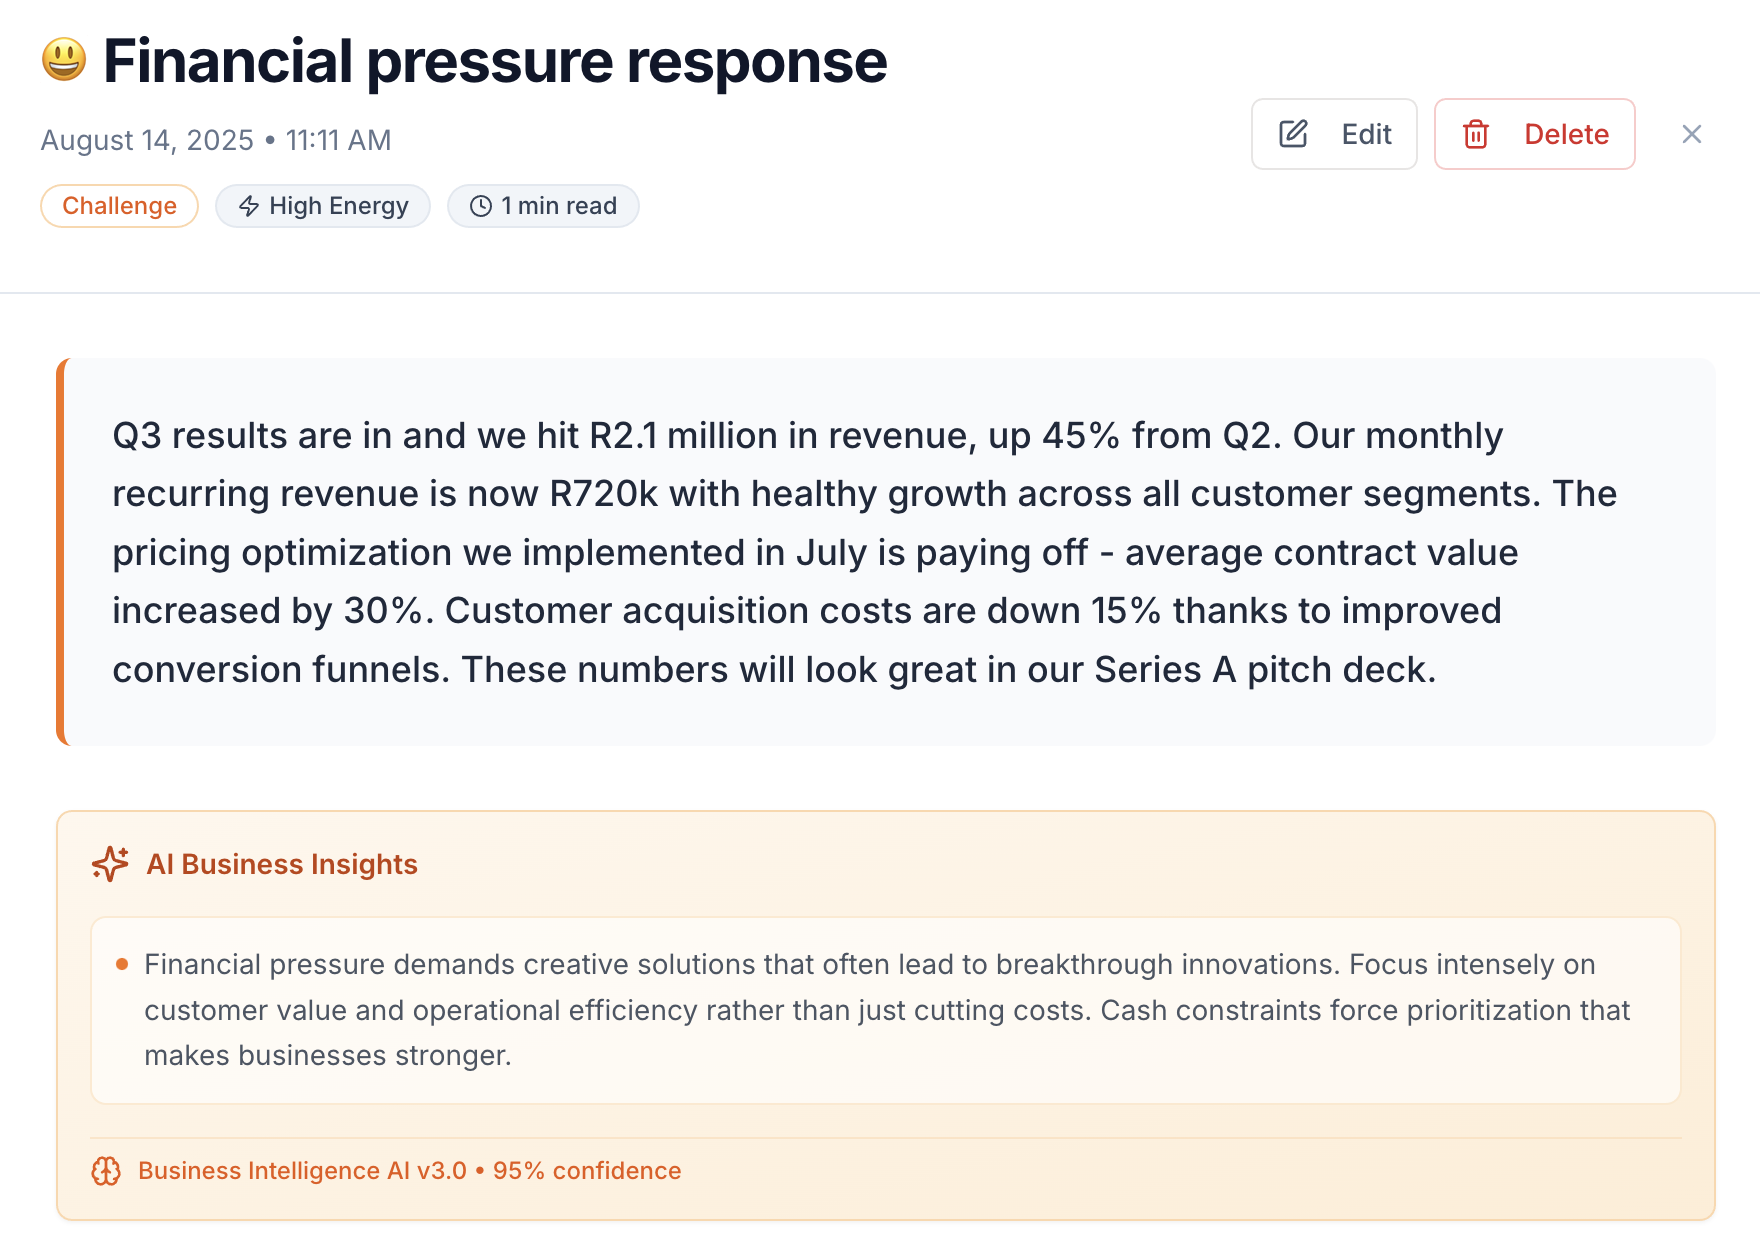 😃 Financial pressure response
August 14, 2025 • 11:11 AM
Edit
Delete
Challenge
High Energy
1 min read
Q3 results are in and we hit R2.1 million in revenue, up 45% from Q2. Our monthly
recurring revenue is now R720k with healthy growth across all customer segments. The
pricing optimization we implemented in July is paying off - average contract value
increased by 30%. Customer acquisition costs are down 15% thanks to improved
conversion funnels. These numbers will look great in our Series A pitch deck.
AI Business Insights
• Financial pressure demands creative solutions that often lead to breakthrough innovations. Focus intensely on
customer value and operational efficiency rather than just cutting costs. Cash constraints force prioritization that
makes businesses stronger.
Business Intelligence AI v3.0 • 95% confidence